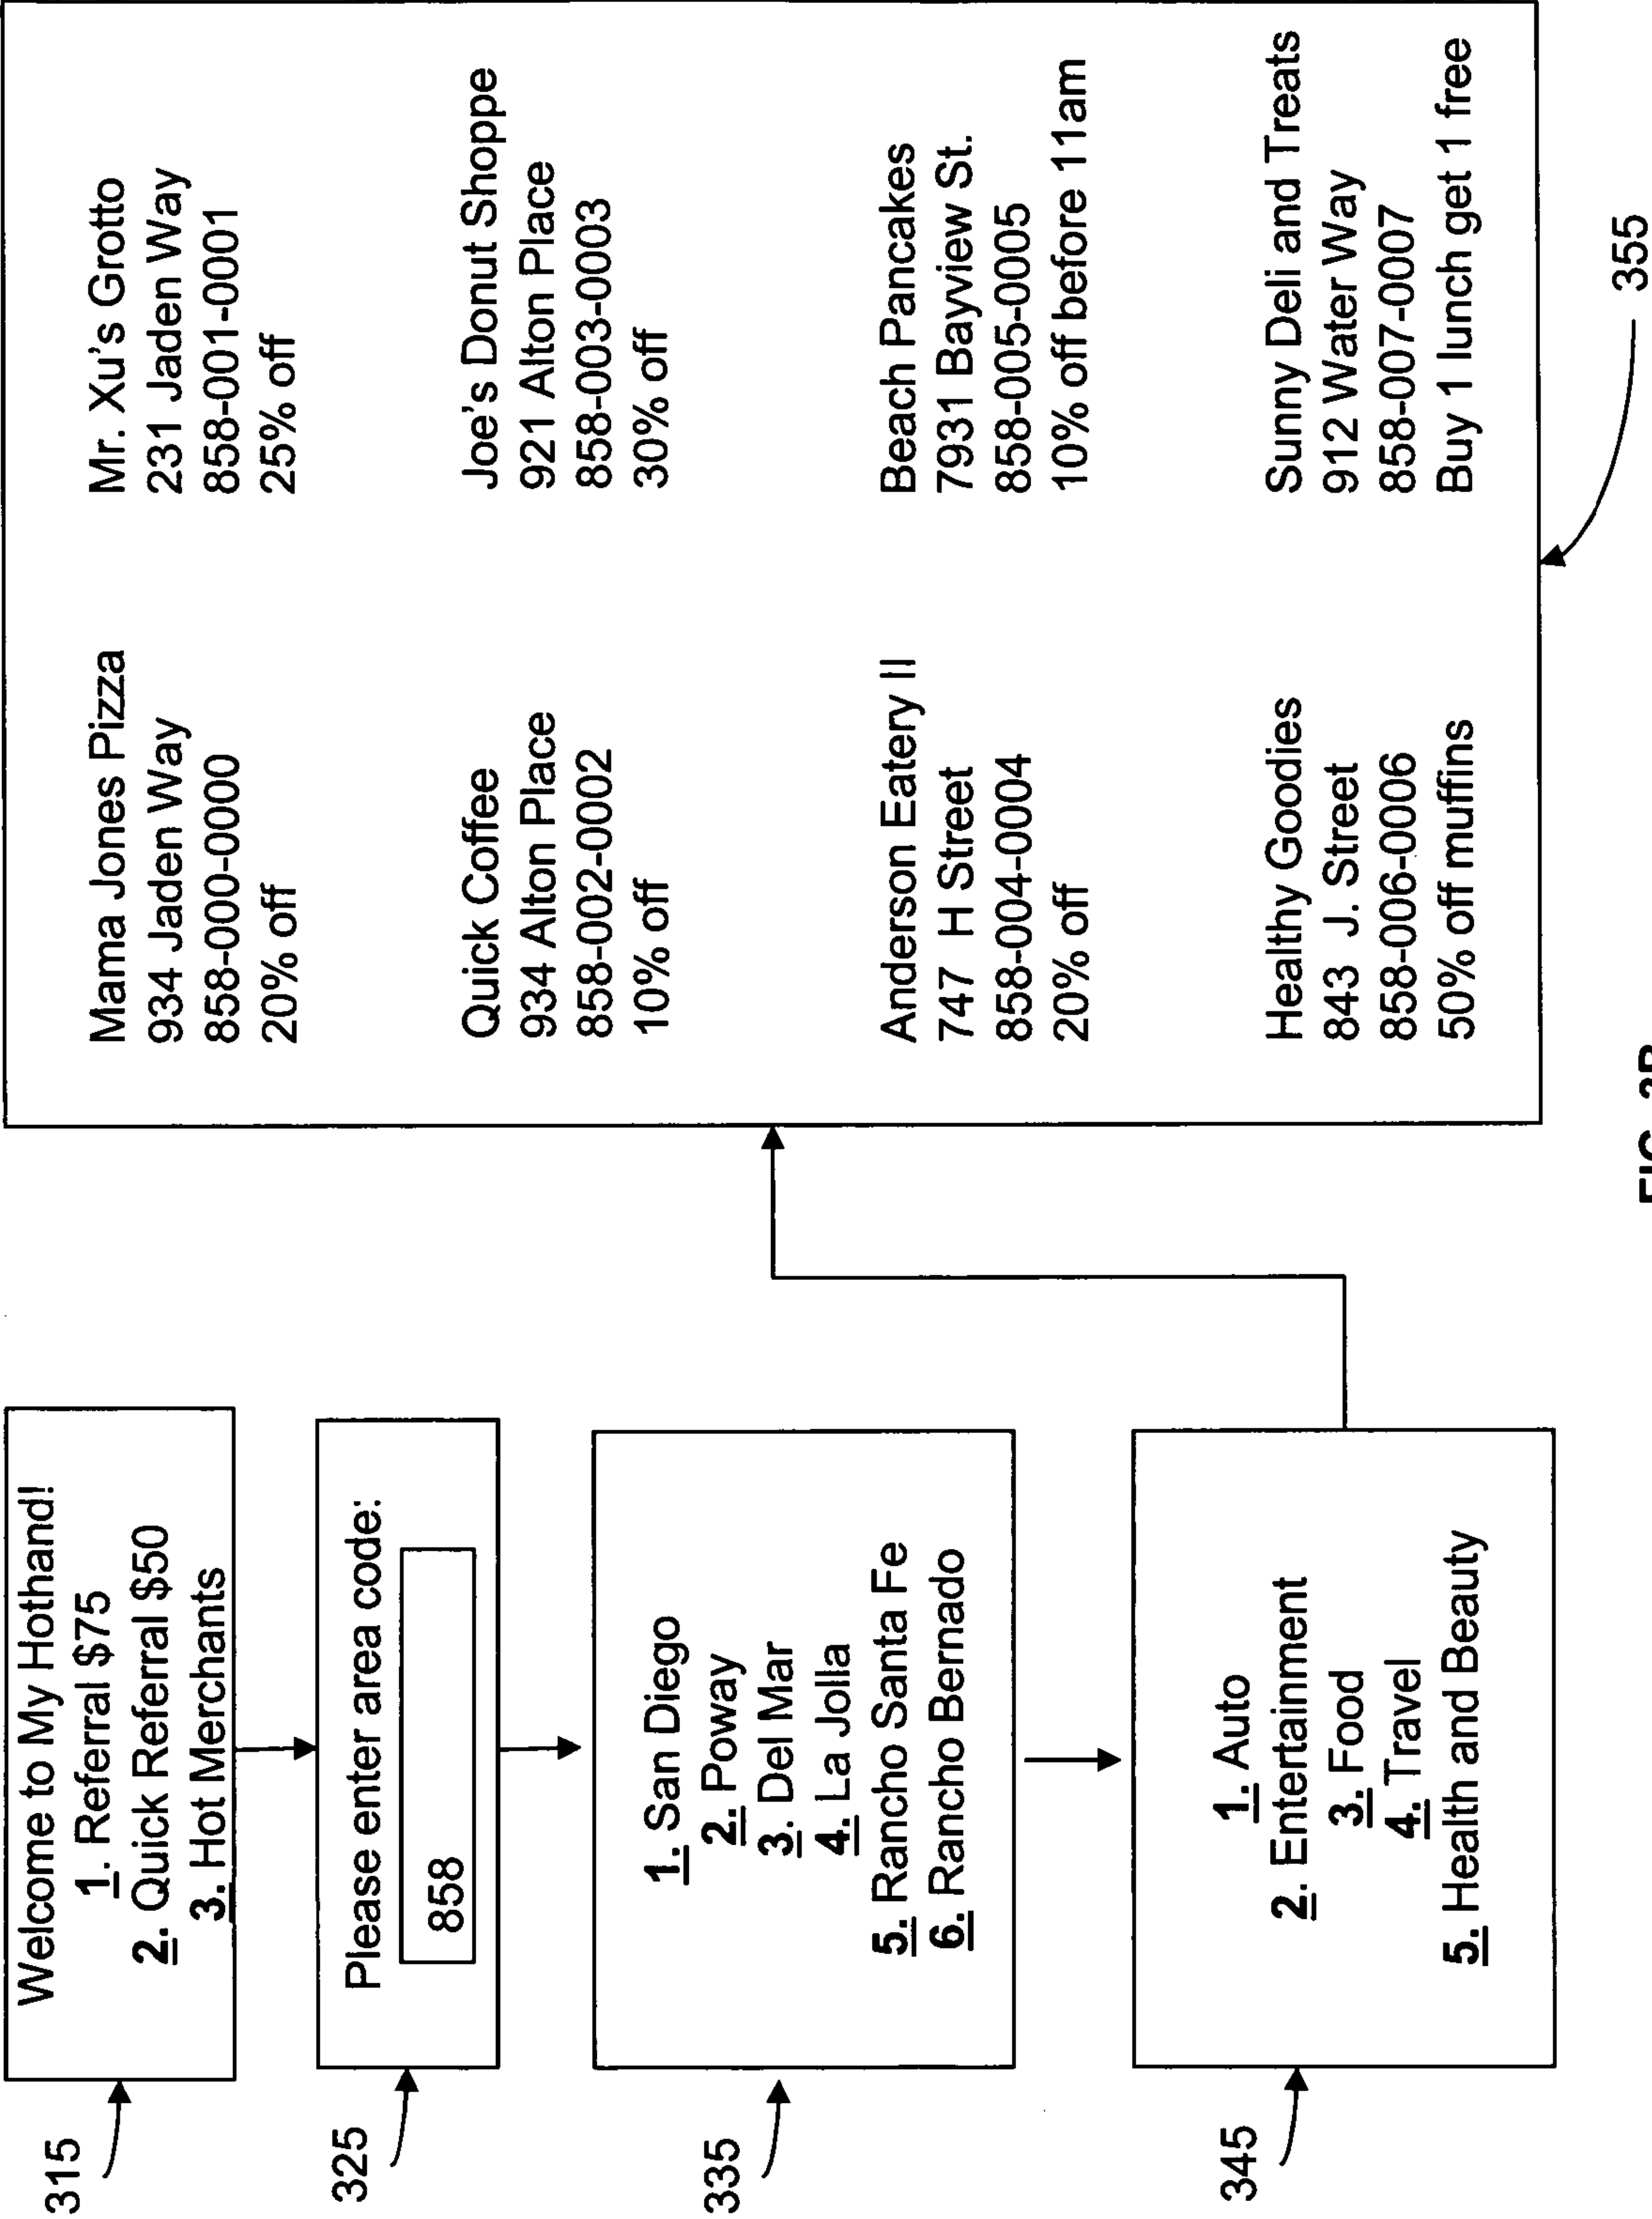 315
Welcome to My Hothand!
1. Referral $75
2. Quick Referral $50
3. Hot Merchants
325
Please enter area code:
858
335
1. San Diego
2. Poway
3. Del Mar
4. La Jolla
5. Rancho Santa Fe
6. Rancho Bernado
345
1. Auto
2. Entertainment
3. Food
4. Travel
5. Health and Beauty
Mama Jones Pizza
934 Jaden Way
858-000-0000
20% off
Mr. Xu's Grotto
231 Jaden Way
858-001-0001
25% off
Quick Coffee
934 Alton Place
858-002-0002
10% off
Joe's Donut Shoppe
921 Alton Place
858-003-0003
30% off
Anderson Eatery II
747 H Street
858-004-0004
20% off
Beach Pancakes
7931 Bayview St.
858-005-0005
10% off before 11am
Healthy Goodies
843 J. Street
858-006-0006
50% off muffins
Sunny Deli and Treats
912 Water Way
858-007-0007
Buy 1 lunch get 1 free
355